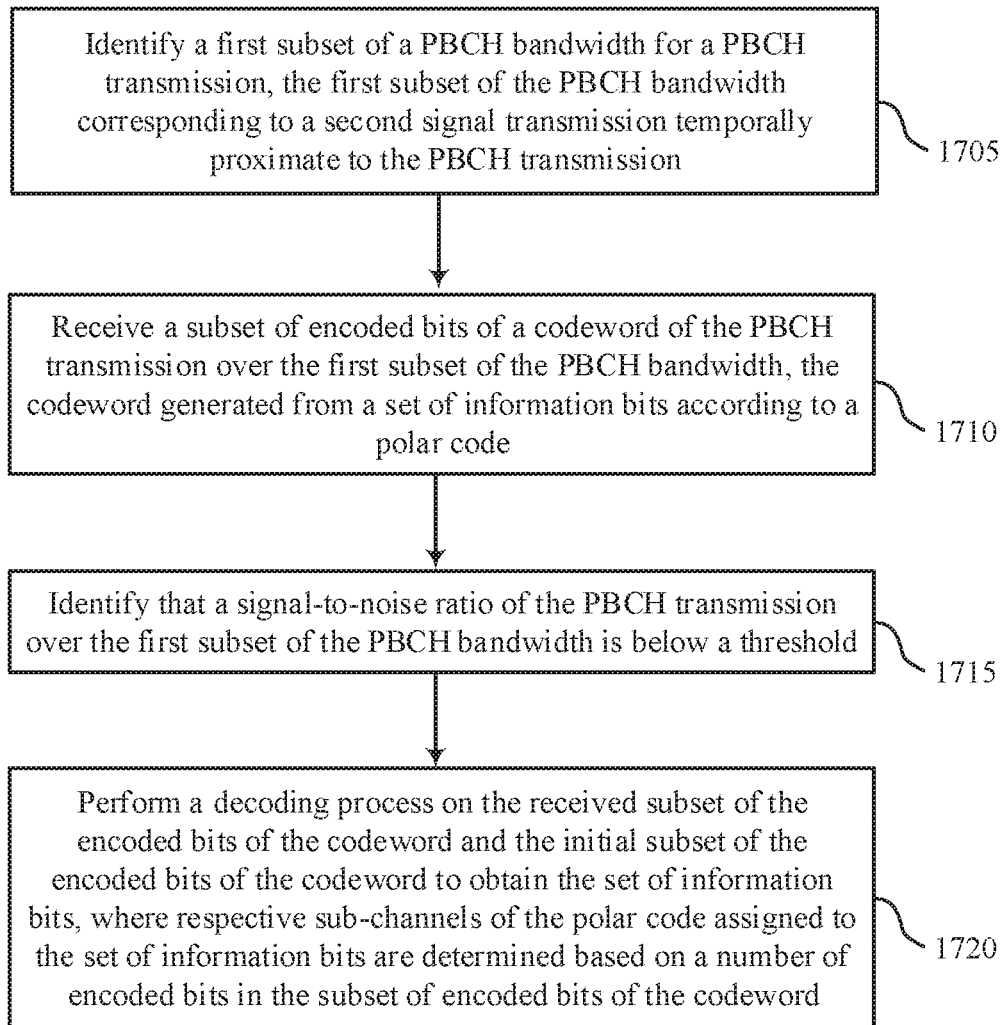 Identify a first subset of a PBCH bandwidth for a PBCH
transmission, the first subset of the PBCH bandwidth
corresponding to a second signal transmission temporally
proximate to the PBCH transmission
1705
Receive a subset of encoded bits of a codeword of the PBCH
transmission over the first subset of the PBCH bandwidth, the
codeword generated from a set of information bits according to a
polar code
1710
Identify that a signal-to-noise ratio of the PBCH transmission
over the first subset of the PBCH bandwidth is below a threshold
1715
Perform a decoding process on the received subset of the
encoded bits of the codeword and the initial subset of the
encoded bits of the codeword to obtain the set of information
bits, where respective sub-channels of the polar code assigned to
the set of information bits are determined based on a number of
encoded bits in the subset of encoded bits of the codeword
1720